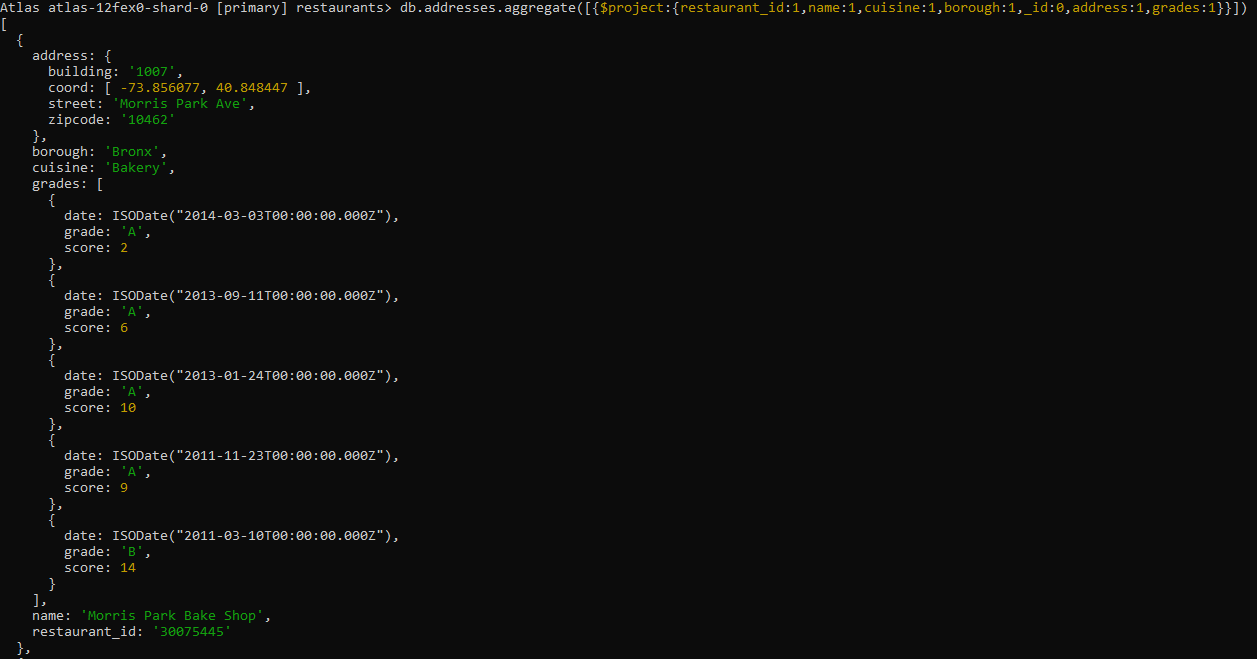 Atlas atlas-12fex0-shard-0 [primary] restaurants> db.addresses.aggregate([{$project:{restaurant_id:1,name:1,cuisine:1,borough:1,_id:0,address:1,grades:1}}])
[
  {
    address: {
      building: '1007',
      coord: [ -73.856077, 40.848447 ],
      street: 'Morris Park Ave',
      zipcode: '10462'
    },
    borough: 'Bronx',
    cuisine: 'Bakery',
    grades: [
      {
        date: ISODate("2014-03-03T00:00:00.000Z"),
        grade: 'A',
        score: 2
      },
      {
        date: ISODate("2013-09-11T00:00:00.000Z"),
        grade: 'A',
        score: 6
      },
      {
        date: ISODate("2013-01-24T00:00:00.000Z"),
        grade: 'A',
        score: 10
      },
      {
        date: ISODate("2011-11-23T00:00:00.000Z"),
        grade: 'A',
        score: 9
      },
      {
        date: ISODate("2011-03-10T00:00:00.000Z"),
        grade: 'B',
        score: 14
      }
    ],
    name: 'Morris Park Bake Shop',
    restaurant_id: '30075445'
  },